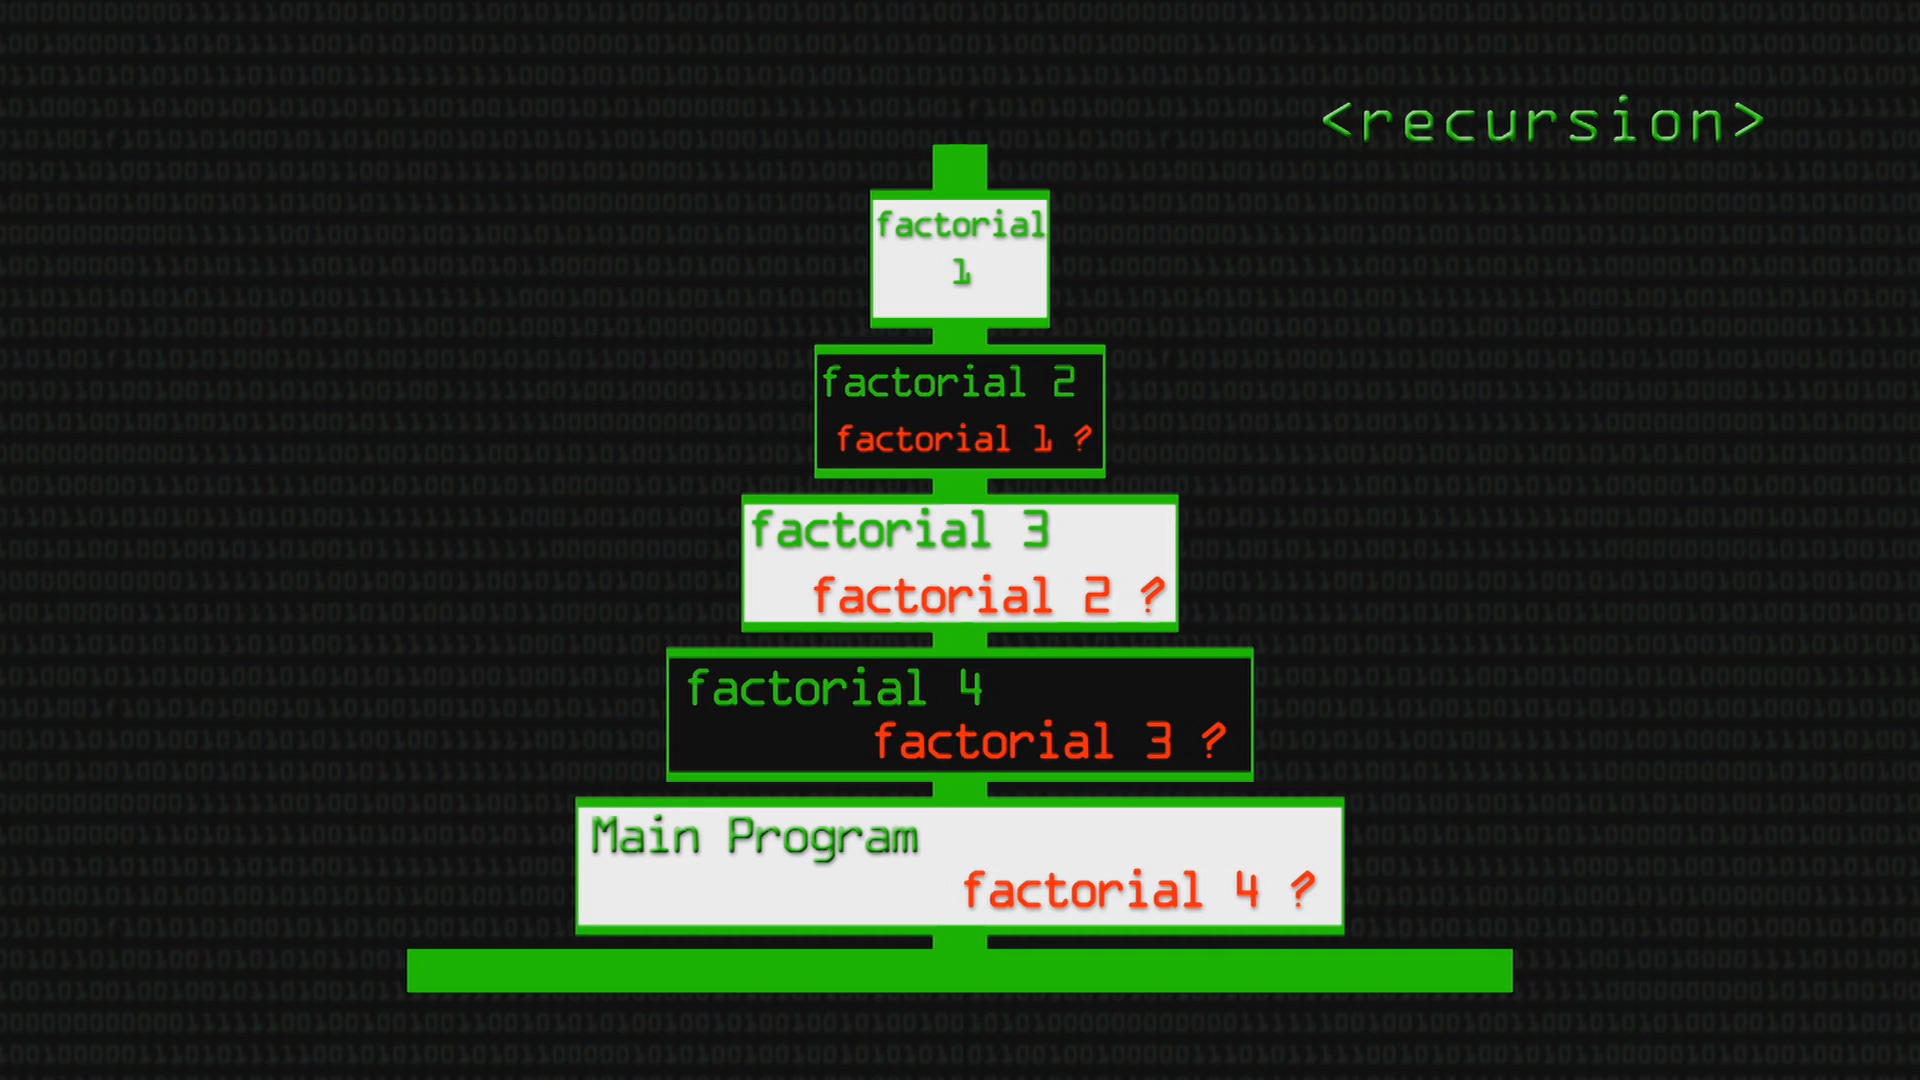 <recursion>
factorial
1
factorial 2
factorial 1 ?
factorial 3
factorial 2 ?
factorial 4
factorial 3 ?
Main Program
factorial 4 ?